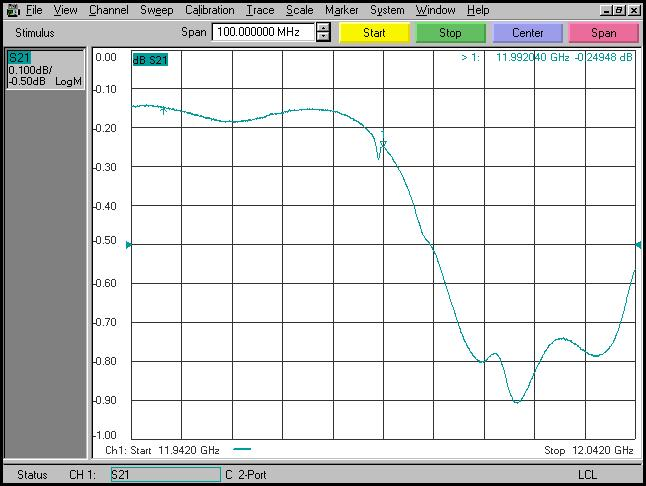 File View Channel Sweep Calibration Trace Scale Marker System Window Help
Stimulus Span 100.000000 MHz Start Stop Center Span
S21
0.100dB/
-0.50dB LogM
dB S21
> 1: 11.992040 GHz -0.24948 dB
0.00
-0.10
-0.20
-0.30
-0.40
-0.50
-0.60
-0.70
-0.80
-0.90
-1.00
Ch1: Start 11.9420 GHz Stop 12.0420 GHz
Status CH 1: S21 C 2-Port LCL